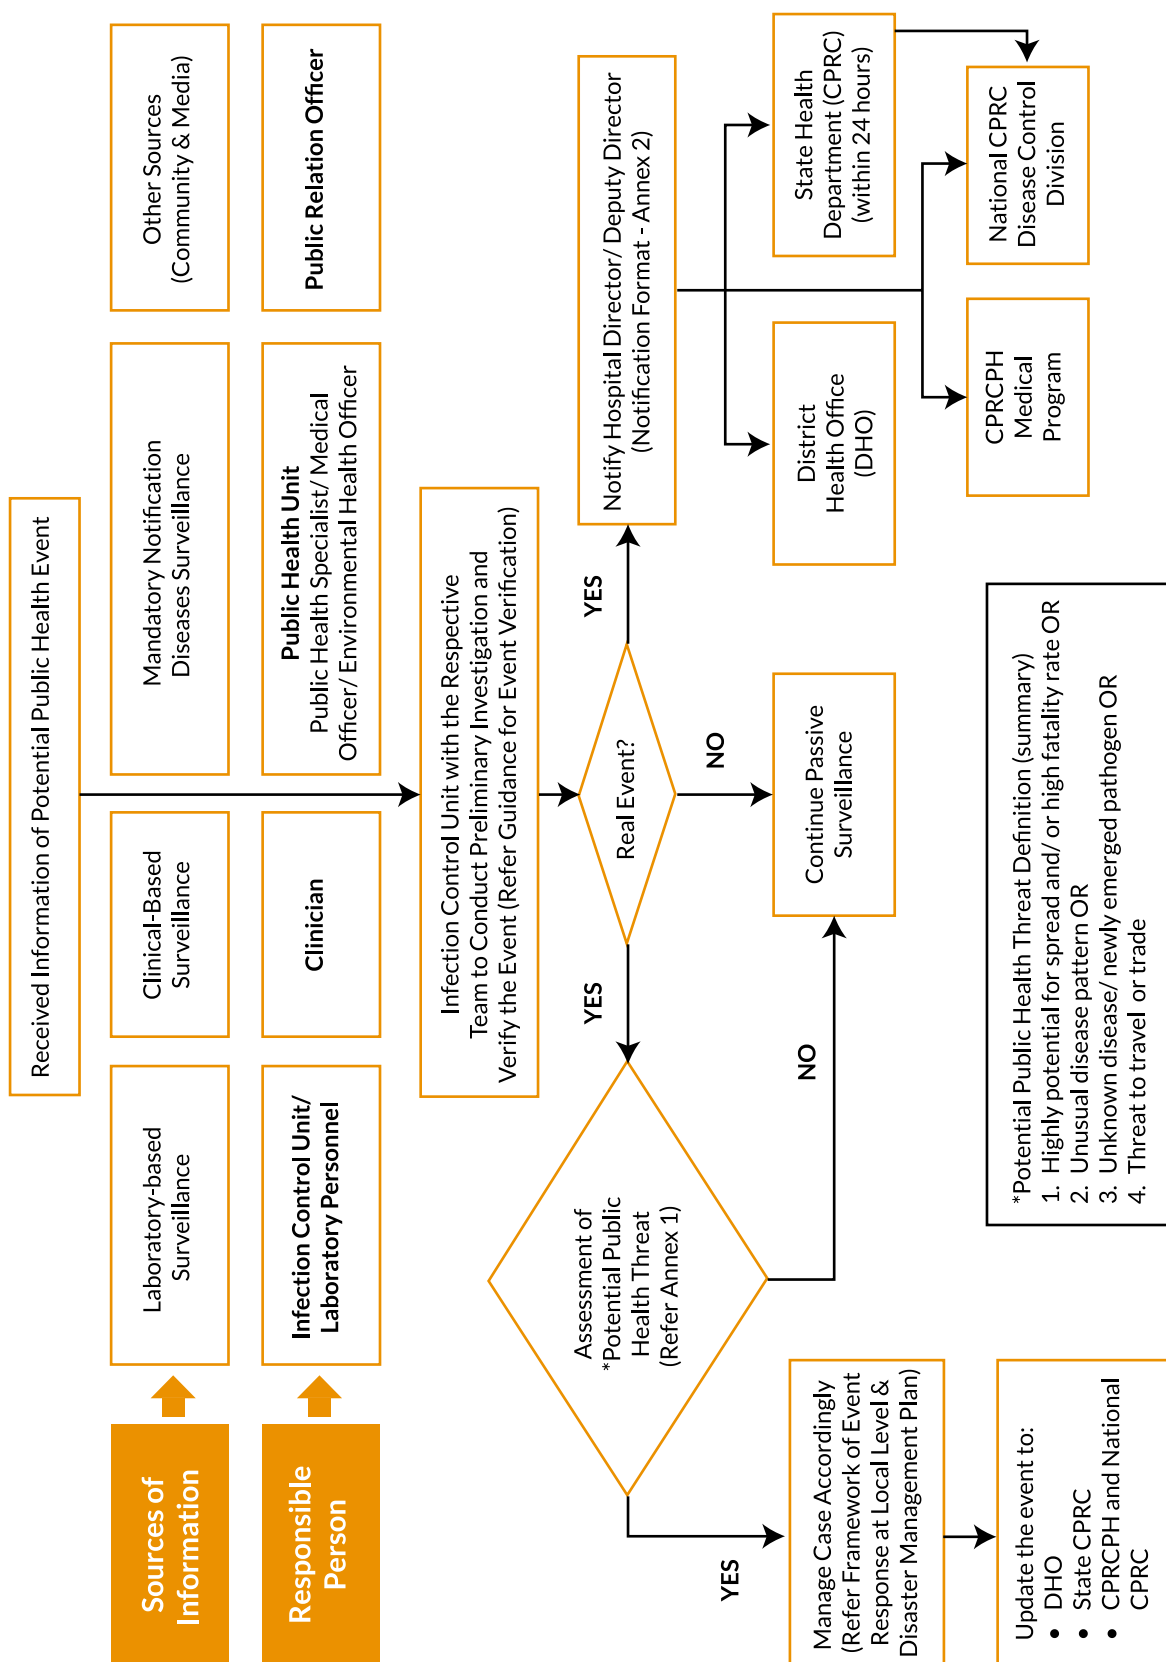 Received Information of Potential Public Health Event
Sources of
Information
Laboratory-based
Surveillance
Clinical-Based
Surveillance
Mandatory Notification
Diseases Surveillance
Other Sources
(Community & Media)
Responsible
Person
Infection Control Unit/
Laboratory Personnel
Clinician
Public Health Unit
Public Health Specialist/ Medical
Officer/ Environmental Health Officer
Public Relation Officer
Infection Control Unit with the Respective
Team to Conduct Preliminary Investigation and
Verify the Event (Refer Guidance for Event Verification)
Real Event?
YES
YES
NO
Assessment of
*Potential Public
Health Threat
(Refer Annex 1)
Notify Hospital Director/ Deputy Director
(Notification Format - Annex 2)
YES
NO
Continue Passive
Surveillance
District
Health Office
(DHO)
State Health
Department (CPRC)
(within 24 hours)
CPRCPH
Medical
Program
National CPRC
Disease Control
Division
Manage Case Accordingly
(Refer Framework of Event
Response at Local Level &
Disaster Management Plan)
Update the event to:
• DHO
• State CPRC
• CPRCPH and National
CPRC
*Potential Public Health Threat Definition (summary)
1. Highly potential for spread and/ or high fatality rate OR
2. Unusual disease pattern OR
3. Unknown disease/ newly emerged pathogen OR
4. Threat to travel or trade